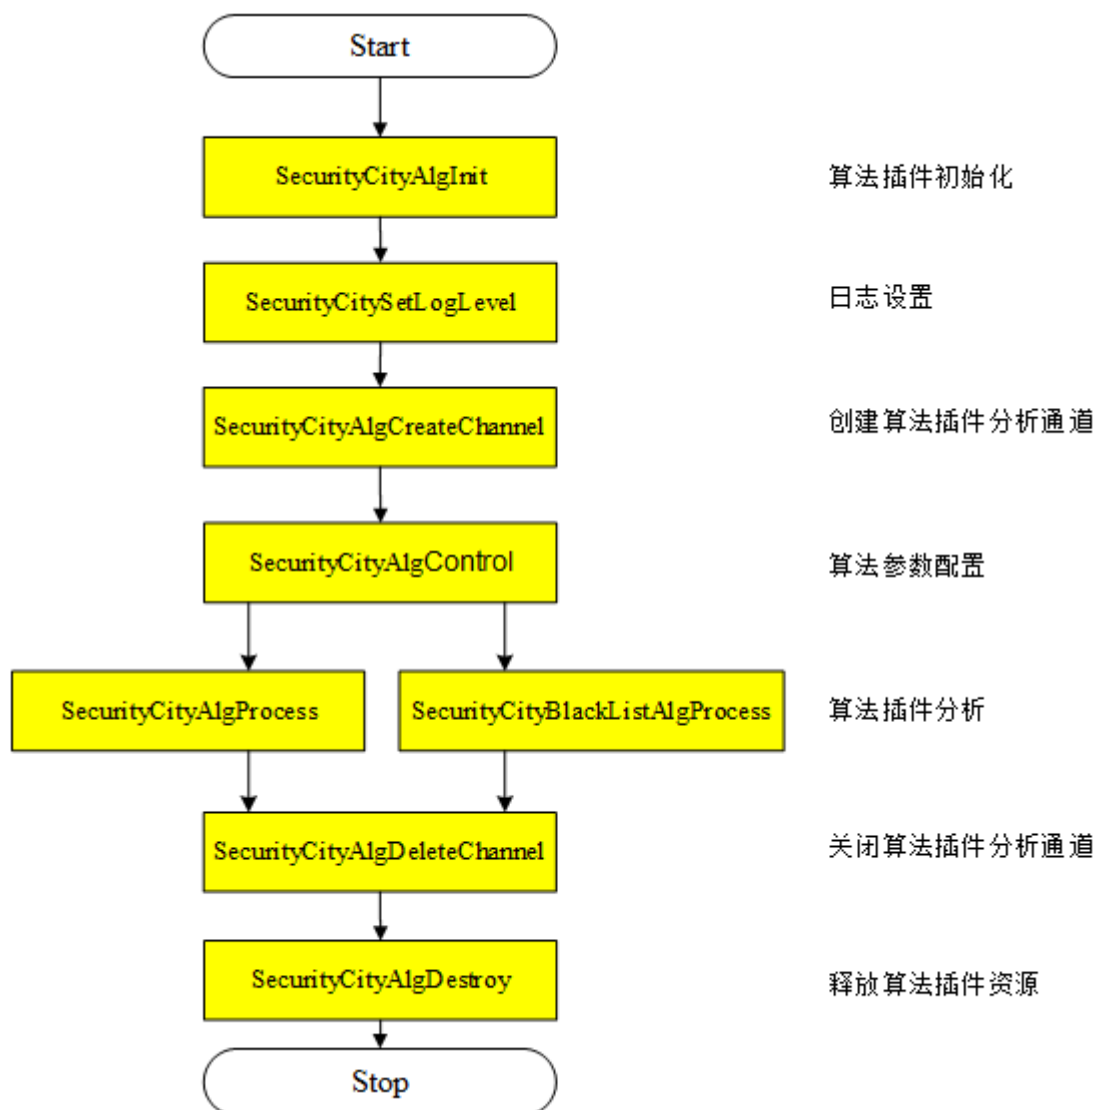 Start
SecurityCityAlgInit
算法插件初始化
SecurityCitySetLogLevel
日志设置
SecurityCityAlgCreateChannel
创建算法插件分析通道
SecurityCityAlgControl
算法参数配置
SecurityCityAlgProcess
SecurityCityBlackListAlgProcess
算法插件分析
SecurityCityAlgDeleteChannel
关闭算法插件分析通道
SecurityCityAlgDestroy
释放算法插件资源
Stop